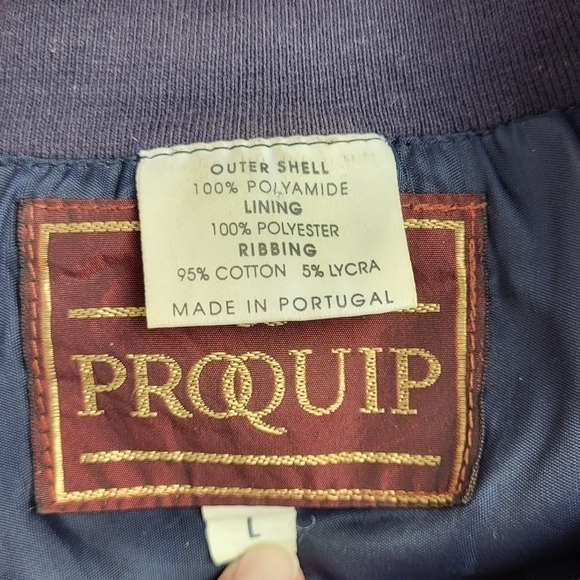 OUTER SHELL
100% POLYAMIDE
LINING
100% POLYESTER
RIBBING
95% COTTON 5% LYCRA
MADE IN PORTUGAL
PROQUIP
L